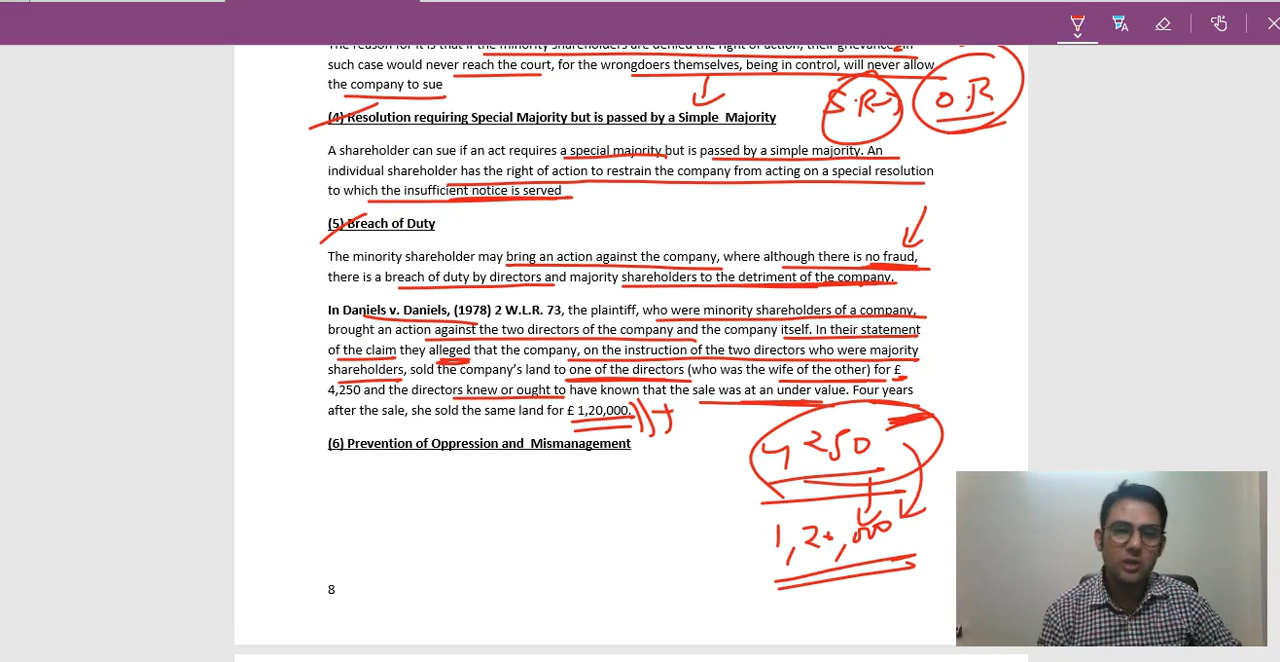 The reason for it is that if the minority shareholders are denied the right of action, their grievance in
such case would never reach the court, for the wrongdoers themselves, being in control, will never allow
the company to sue
S.R
O.R
(4) Resolution requiring Special Majority but is passed by a Simple Majority
A shareholder can sue if an act requires a special majority but is passed by a simple majority. An
individual shareholder has the right of action to restrain the company from acting on a special resolution
to which the insufficient notice is served
(5) Breach of Duty
The minority shareholder may bring an action against the company, where although there is no fraud,
there is a breach of duty by directors and majority shareholders to the detriment of the company.
In Daniels v. Daniels, (1978) 2 W.L.R. 73, the plaintiff, who were minority shareholders of a company,
brought an action against the two directors of the company and the company itself. In their statement
of the claim they alleged that the company, on the instruction of the two directors who were majority
shareholders, sold the company's land to one of the directors (who was the wife of the other) for £
4,250 and the directors knew or ought to have known that the sale was at an under value. Four years
after the sale, she sold the same land for £ 1,20,000.
(6) Prevention of Oppression and Mismanagement
4250
1,20,000
8